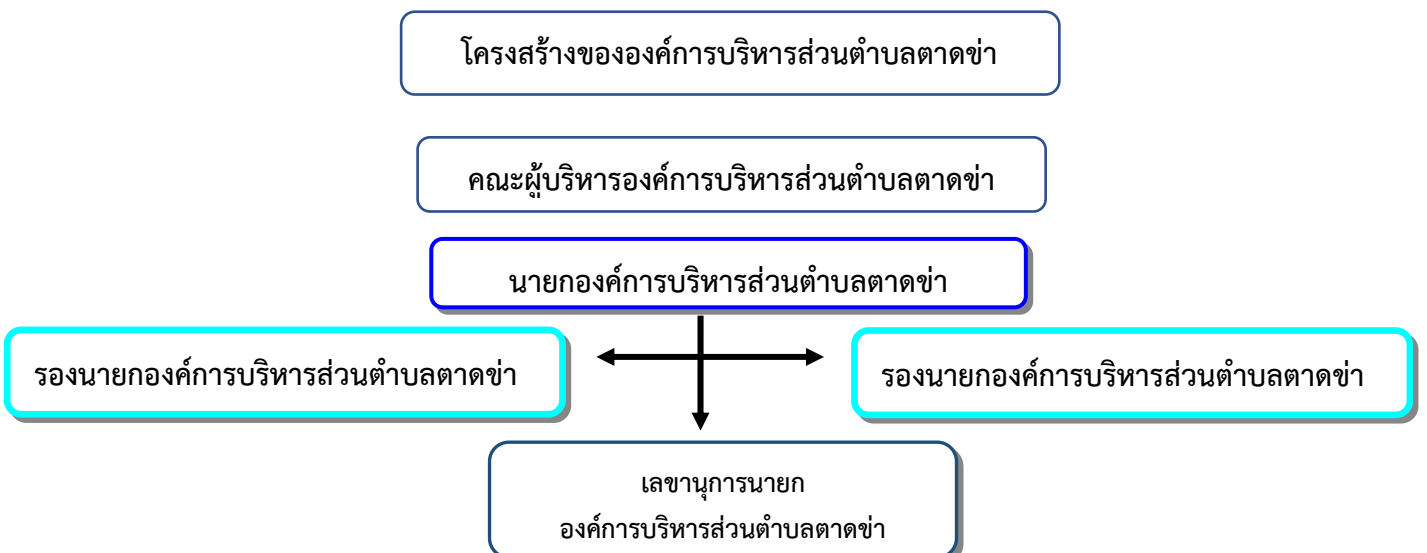 โครงสร้างขององค์การบริหารส่วนตำบลตาดข่า
คณะผู้บริหารองค์การบริหารส่วนตำบลตาดข่า
นายกองค์การบริหารส่วนตำบลตาดข่า
รองนายกองค์การบริหารส่วนตำบลตาดข่า
รองนายกองค์การบริหารส่วนตำบลตาดข่า
เลขานุการนายก
องค์การบริหารส่วนตำบลตาดข่า